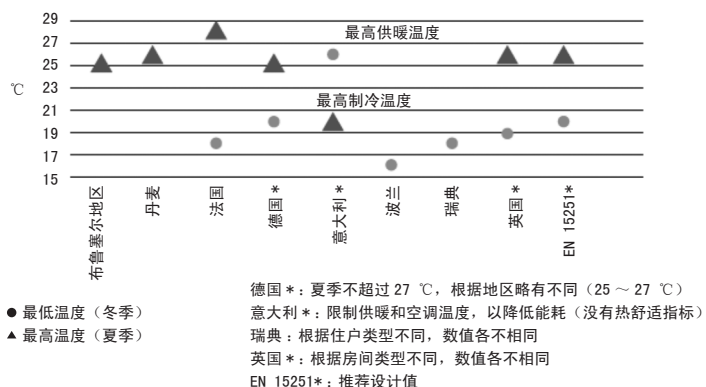 29
最高供暖温度
27
25
℃
23
最高制冷温度
21
19
17
15
布鲁塞尔地区
丹麦
法国
德国*
意大利*
波兰
瑞典
英国*
EN 15251*
● 最低温度（冬季）
▲ 最高温度（夏季）
德国*：夏季不超过 27 ℃，根据地区略有不同（25 ～ 27 ℃）
意大利*：限制供暖和空调温度，以降低能耗（没有热舒适指标）
瑞典：根据住户类型不同，数值各不相同
英国*：根据房间类型不同，数值各不相同
EN 15251*：推荐设计值